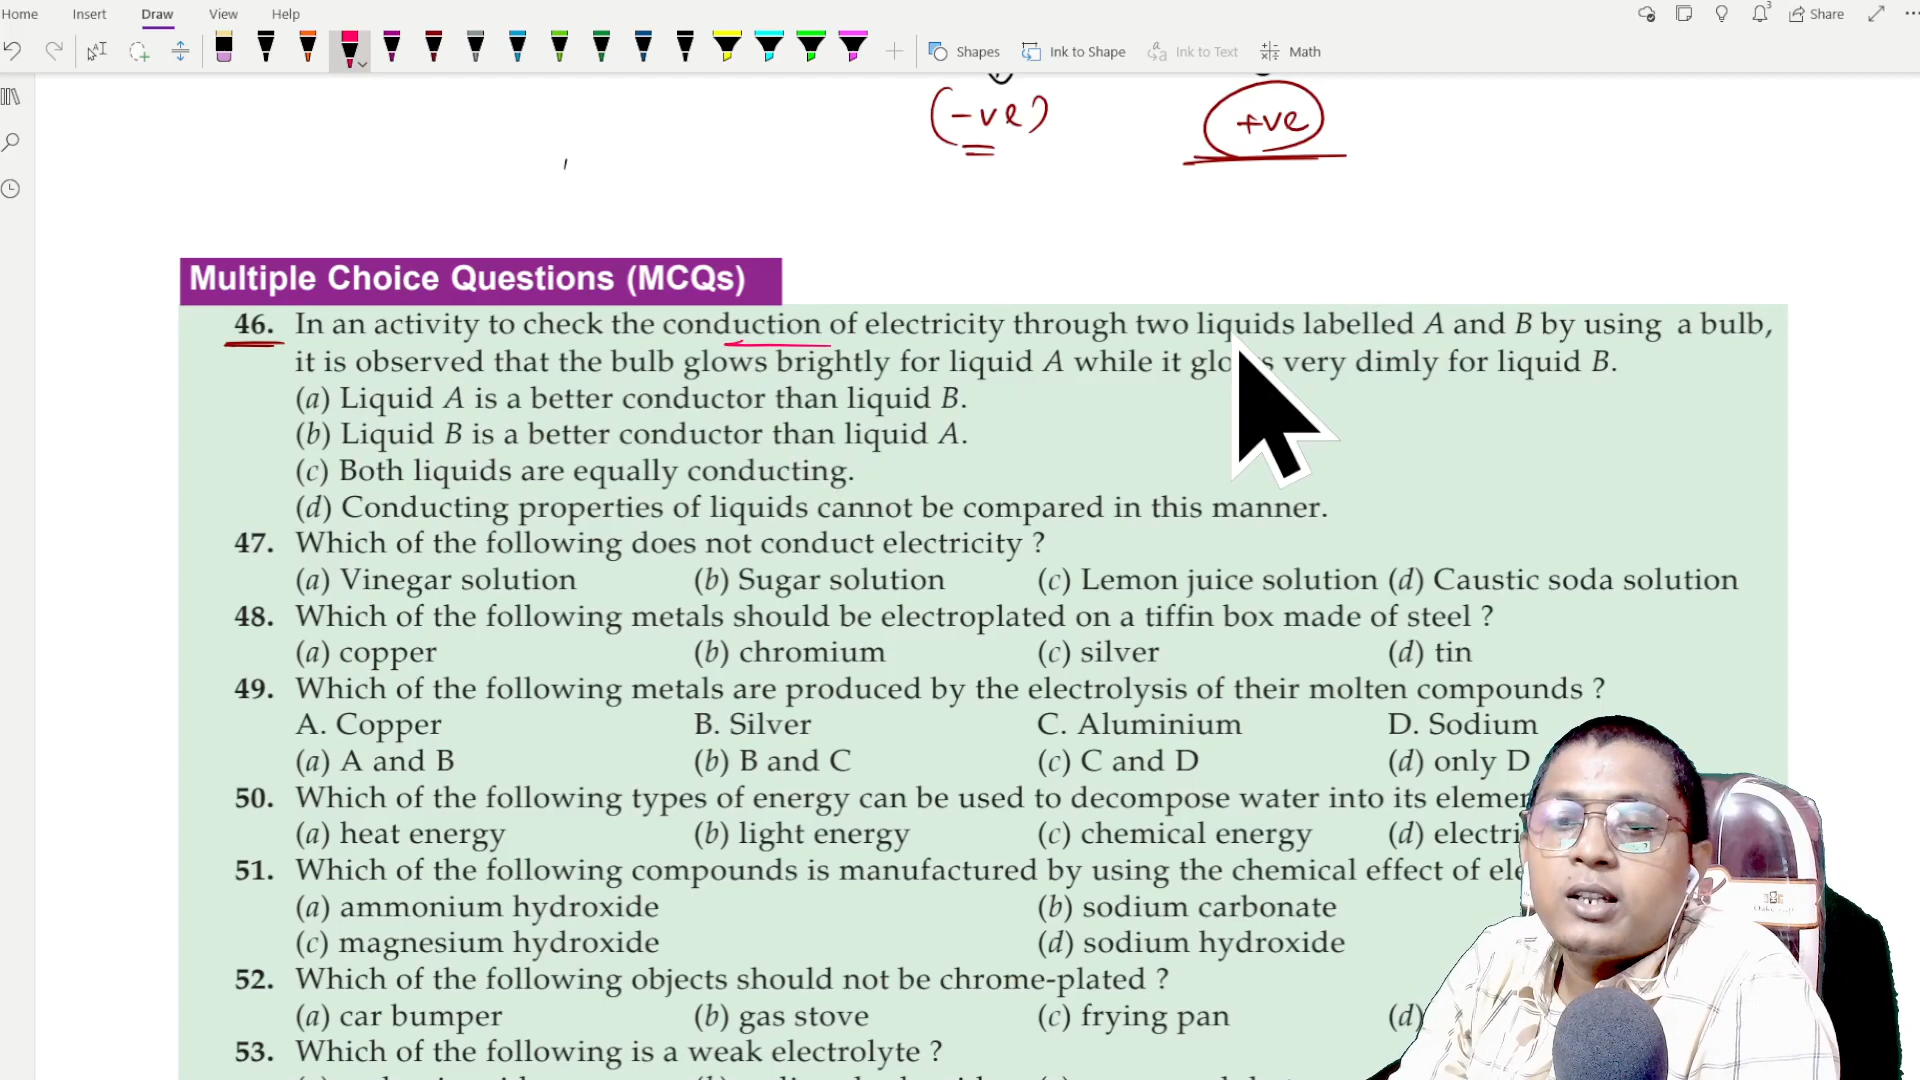 Home Insert Draw View Help Share
Shapes Ink to Shape Ink to Text Math
(-ve) +ve
Multiple Choice Questions (MCQs)
46. In an activity to check the conduction of electricity through two liquids labelled A and B by using a bulb,
it is observed that the bulb glows brightly for liquid A while it glows very dimly for liquid B.
(a) Liquid A is a better conductor than liquid B.
(b) Liquid B is a better conductor than liquid A.
(c) Both liquids are equally conducting.
(d) Conducting properties of liquids cannot be compared in this manner.
47. Which of the following does not conduct electricity ?
(a) Vinegar solution (b) Sugar solution (c) Lemon juice solution (d) Caustic soda solution
48. Which of the following metals should be electroplated on a tiffin box made of steel ?
(a) copper (b) chromium (c) silver (d) tin
49. Which of the following metals are produced by the electrolysis of their molten compounds ?
A. Copper B. Silver C. Aluminium D. Sodium
(a) A and B (b) B and C (c) C and D (d) only D
50. Which of the following types of energy can be used to decompose water into its elemen
(a) heat energy (b) light energy (c) chemical energy (d) electri
51. Which of the following compounds is manufactured by using the chemical effect of ele
(a) ammonium hydroxide (b) sodium carbonate
(c) magnesium hydroxide (d) sodium hydroxide
52. Which of the following objects should not be chrome-plated ?
(a) car bumper (b) gas stove (c) frying pan (d)
53. Which of the following is a weak electrolyte ?